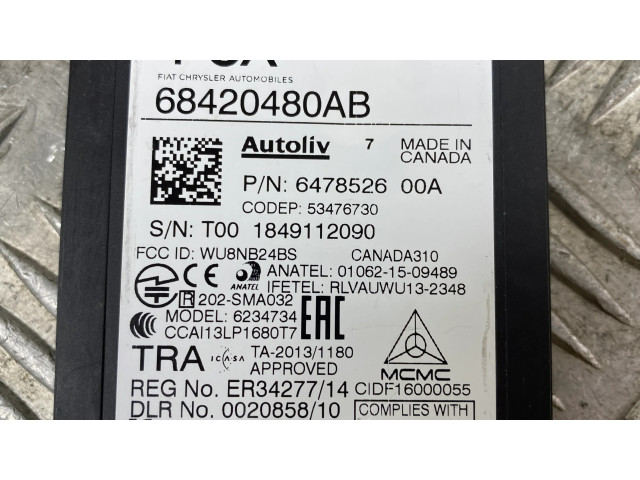 FIAT CHRYSLER AUTOMOBILES
68420480AB
Autoliv 7 MADE IN
CANADA
P/N: 6478526 00A
CODEP: 53476730
S/N: T00 1849112090
FCC ID: WU8NB24BS CANADA310
CE ANATEL ANATEL: 01062-15-09489
IFETEL: RLVAUWU13-2348
R 202-SMA032
MODEL: 6234734
CCAI13LP1680T7 EAC
TRA ICASA TA-2013/1180
APPROVED
MCMC
REG No. ER34277/14 CIDF16000055
DLR No. 0020858/10 COMPLIES WITH